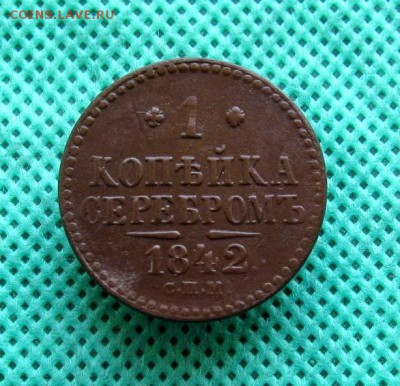 COINS.LAVE.RU
1
КОПѢЙКА
СЕРЕБРОМЪ
1842
С.П.М.